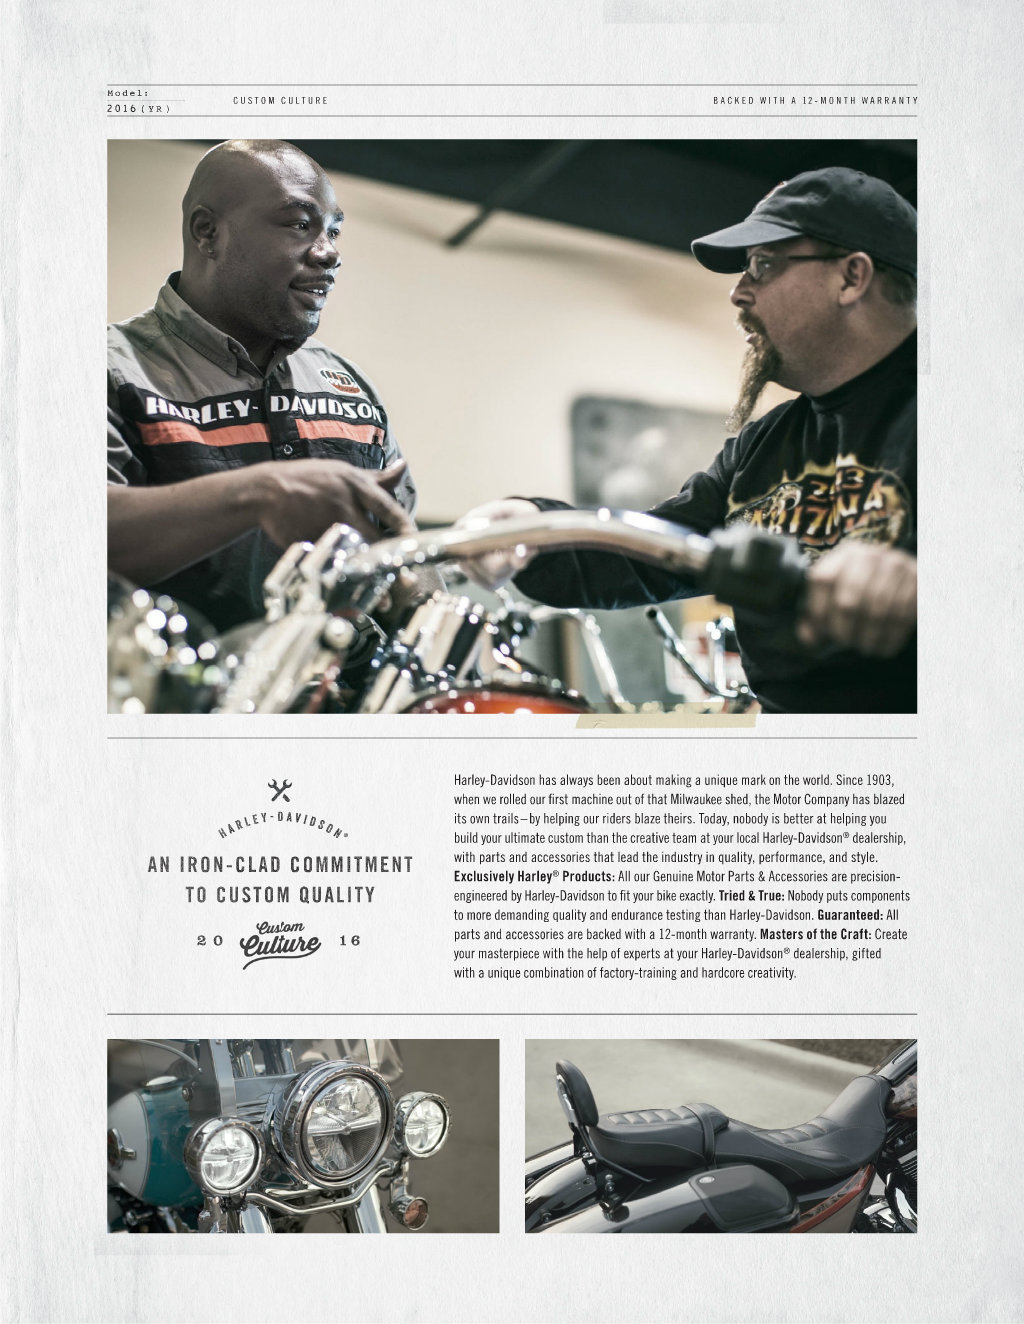 Model:
2016 (YR)
CUSTOM CULTURE
BACKED WITH A 12-MONTH WARRANTY
HD
HARLEY-DAVIDSON
2013
ARIZONA
HARLEY-DAVIDSON®
AN IRON-CLAD COMMITMENT
TO CUSTOM QUALITY
20 Custom Culture 16
Harley-Davidson has always been about making a unique mark on the world. Since 1903,
when we rolled our first machine out of that Milwaukee shed, the Motor Company has blazed
its own trails—by helping our riders blaze theirs. Today, nobody is better at helping you
build your ultimate custom than the creative team at your local Harley-Davidson® dealership,
with parts and accessories that lead the industry in quality, performance, and style.
Exclusively Harley® Products: All our Genuine Motor Parts & Accessories are precision-
engineered by Harley-Davidson to fit your bike exactly. Tried & True: Nobody puts components
to more demanding quality and endurance testing than Harley-Davidson. Guaranteed: All
parts and accessories are backed with a 12-month warranty. Masters of the Craft: Create
your masterpiece with the help of experts at your Harley-Davidson® dealership, gifted
with a unique combination of factory-training and hardcore creativity.